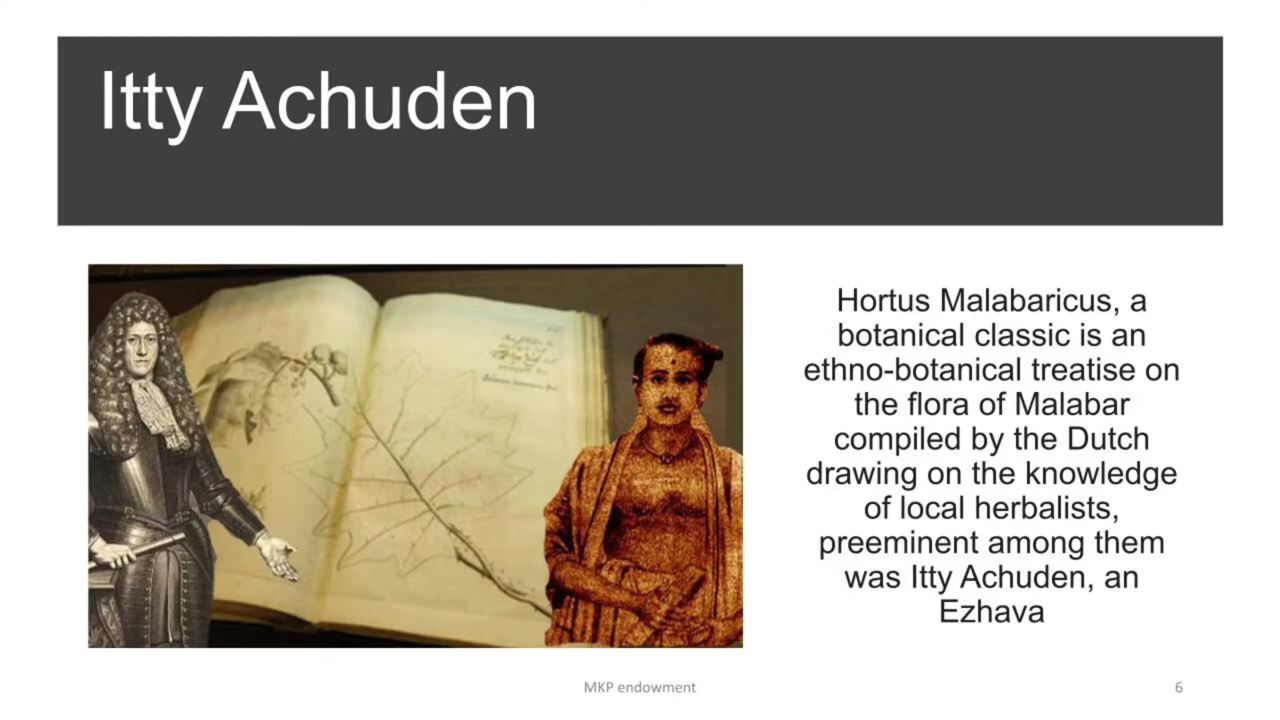 Itty Achuden
Hortus Malabaricus, a
botanical classic is an
ethno-botanical treatise on
the flora of Malabar
compiled by the Dutch
drawing on the knowledge
of local herbalists,
preeminent among them
was Itty Achuden, an
Ezhava
MKP endowment
6